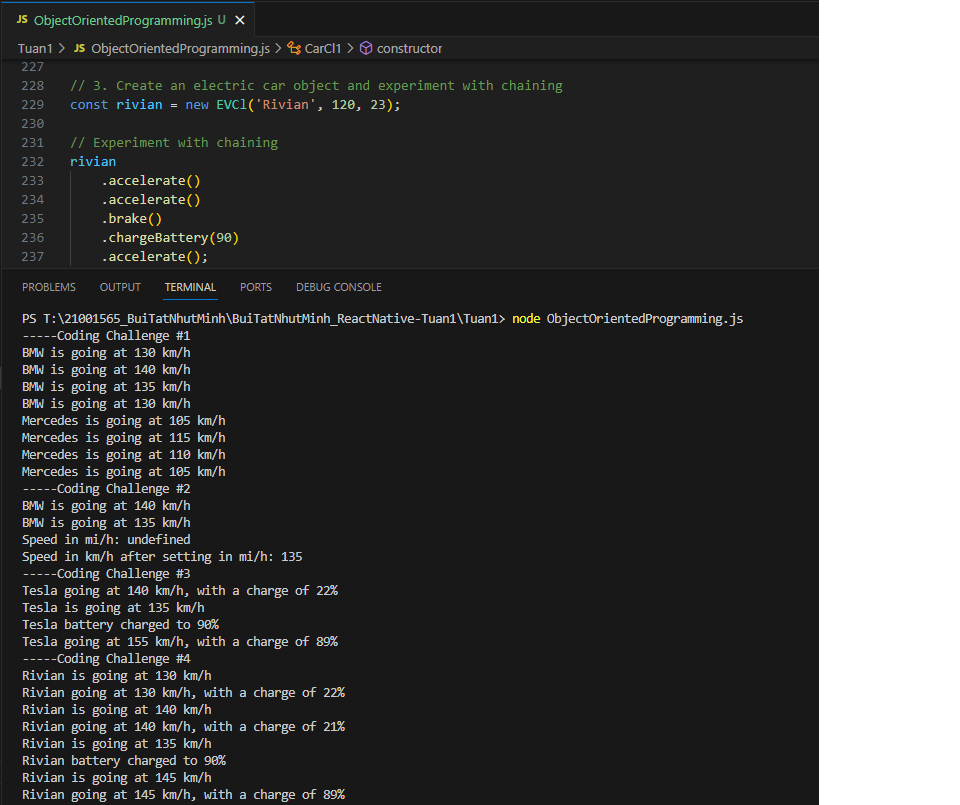 JS ObjectOrientedProgramming.js U ×
Tuan1 > JS ObjectOrientedProgramming.js > CarCl1 > constructor
227
228 // 3. Create an electric car object and experiment with chaining
229 const rivian = new EVCl('Rivian', 120, 23);
230
231 // Experiment with chaining
232 rivian
233 .accelerate()
234 .accelerate()
235 .brake()
236 .chargeBattery(90)
237 .accelerate();
PROBLEMS OUTPUT TERMINAL PORTS DEBUG CONSOLE
PS T:\21001565_BuiTatNhutMinh\BuiTatNhutMinh_ReactNative-Tuan1\Tuan1> node ObjectOrientedProgramming.js
-----Coding Challenge #1
BMW is going at 130 km/h
BMW is going at 140 km/h
BMW is going at 135 km/h
BMW is going at 130 km/h
Mercedes is going at 105 km/h
Mercedes is going at 115 km/h
Mercedes is going at 110 km/h
Mercedes is going at 105 km/h
-----Coding Challenge #2
BMW is going at 140 km/h
BMW is going at 135 km/h
Speed in mi/h: undefined
Speed in km/h after setting in mi/h: 135
-----Coding Challenge #3
Tesla going at 140 km/h, with a charge of 22%
Tesla is going at 135 km/h
Tesla battery charged to 90%
Tesla going at 155 km/h, with a charge of 89%
-----Coding Challenge #4
Rivian is going at 130 km/h
Rivian going at 130 km/h, with a charge of 22%
Rivian is going at 140 km/h
Rivian going at 140 km/h, with a charge of 21%
Rivian is going at 135 km/h
Rivian battery charged to 90%
Rivian is going at 145 km/h
Rivian going at 145 km/h, with a charge of 89%